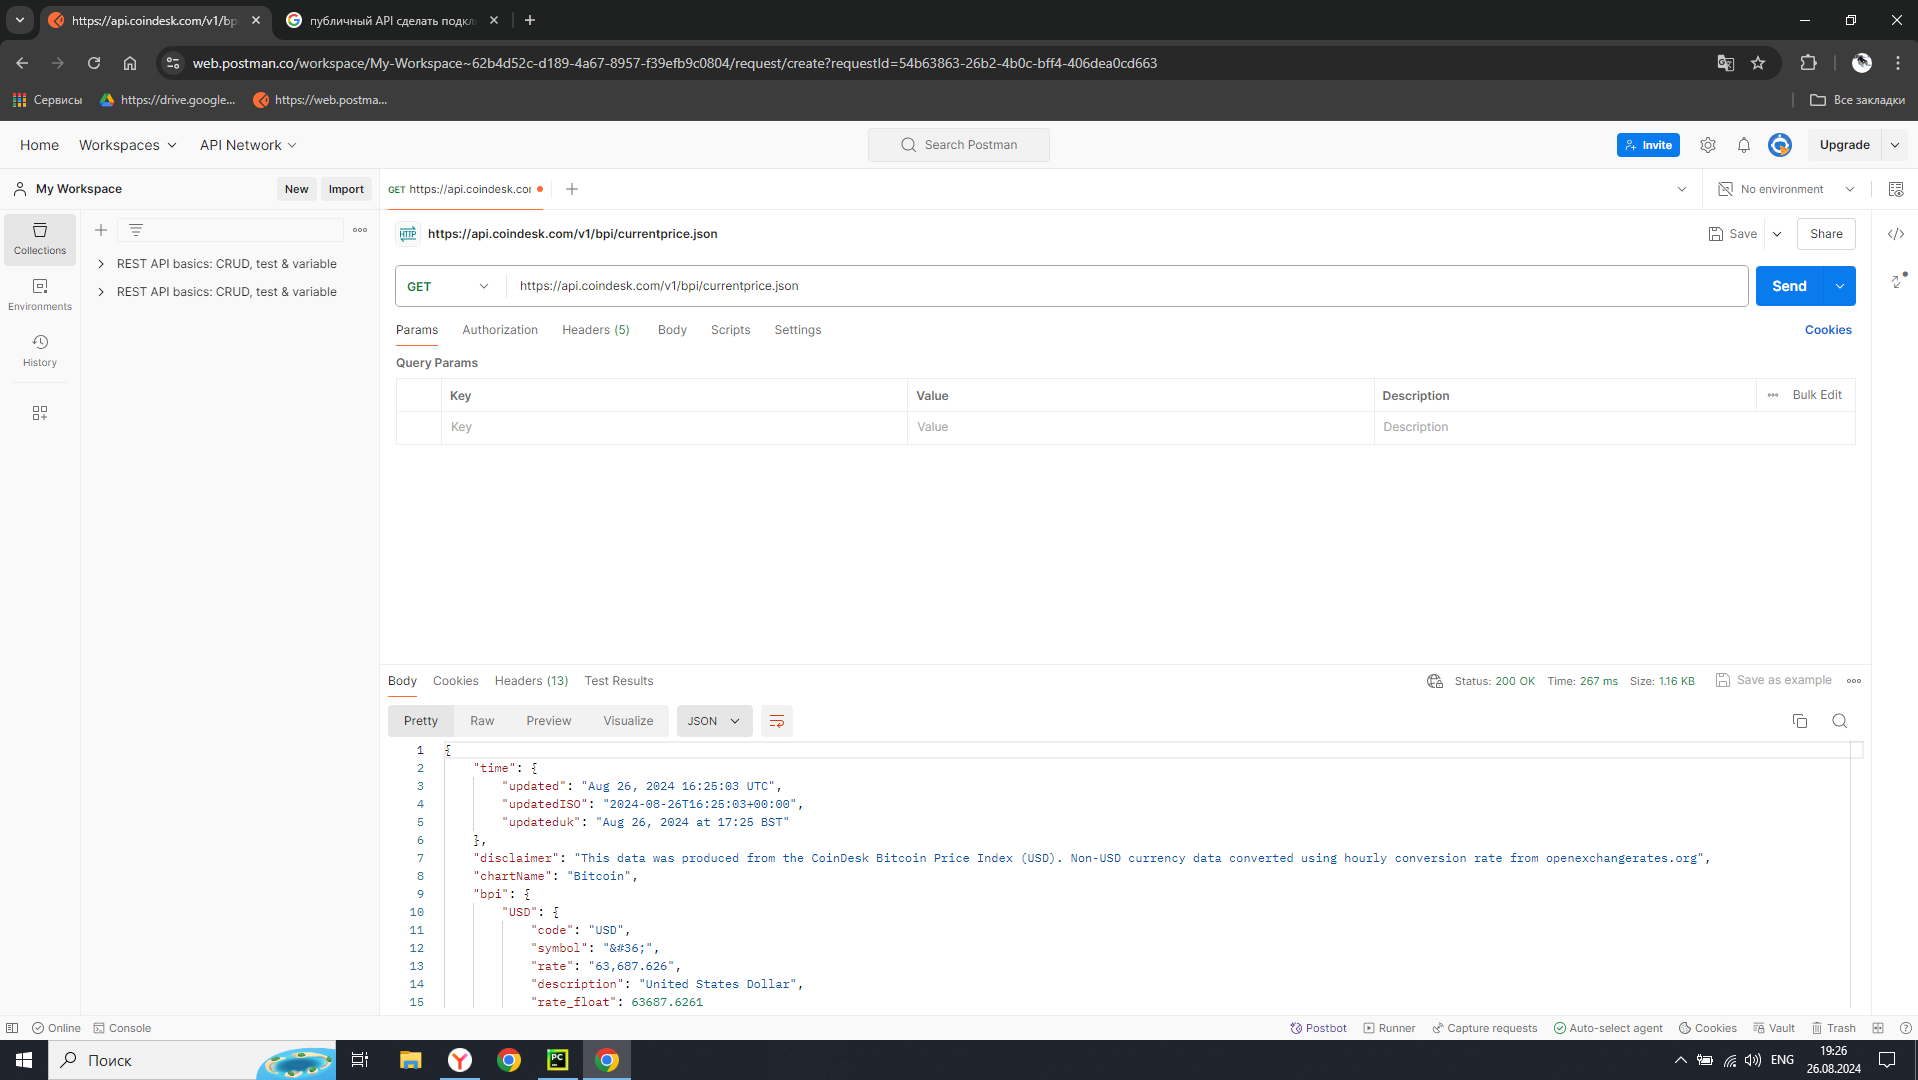 https://api.coindesk.com/v1/bpi
публичный API сделать подкл
web.postman.co/workspace/My-Workspace~62b4d52c-d189-4a67-8957-f39efb9c0804/request/create?requestId=54b63863-26b2-4b0c-bff4-406dea0cd663
Сервисы https://drive.google... https://web.postma... Все закладки
Home Workspaces API Network Search Postman Invite Upgrade
My Workspace New Import GET https://api.coindesk.com No environment
Collections
Environments
History
REST API basics: CRUD, test & variable
REST API basics: CRUD, test & variable
HTTP https://api.coindesk.com/v1/bpi/currentprice.json Save Share
GET https://api.coindesk.com/v1/bpi/currentprice.json Send
Params Authorization Headers (5) Body Scripts Settings Cookies
Query Params
Key Value Description Bulk Edit
Key Value Description
Body Cookies Headers (13) Test Results Status: 200 OK Time: 267 ms Size: 1.16 KB Save as example
Pretty Raw Preview Visualize JSON
1 {
2 "time": {
3 "updated": "Aug 26, 2024 16:25:03 UTC",
4 "updatedISO": "2024-08-26T16:25:03+00:00",
5 "updateduk": "Aug 26, 2024 at 17:25 BST"
6 },
7 "disclaimer": "This data was produced from the CoinDesk Bitcoin Price Index (USD). Non-USD currency data converted using hourly conversion rate from openexchangerates.org",
8 "chartName": "Bitcoin",
9 "bpi": {
10 "USD": {
11 "code": "USD",
12 "symbol": "&#36;",
13 "rate": "63,687.626",
14 "description": "United States Dollar",
15 "rate_float": 63687.6261
Online Console Postbot Runner Capture requests Auto-select agent Cookies Vault Trash
Поиск PC ENG 19:26
26.08.2024